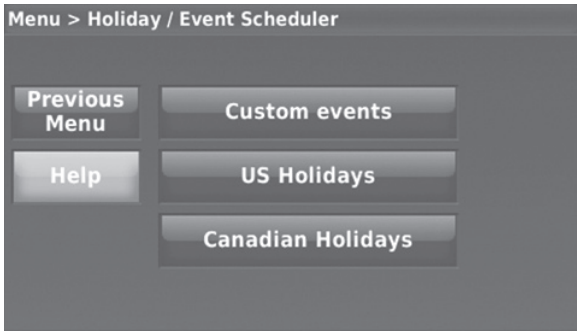 Menu > Holiday / Event Scheduler
Previous
Menu
Custom events
Help
US Holidays
Canadian Holidays